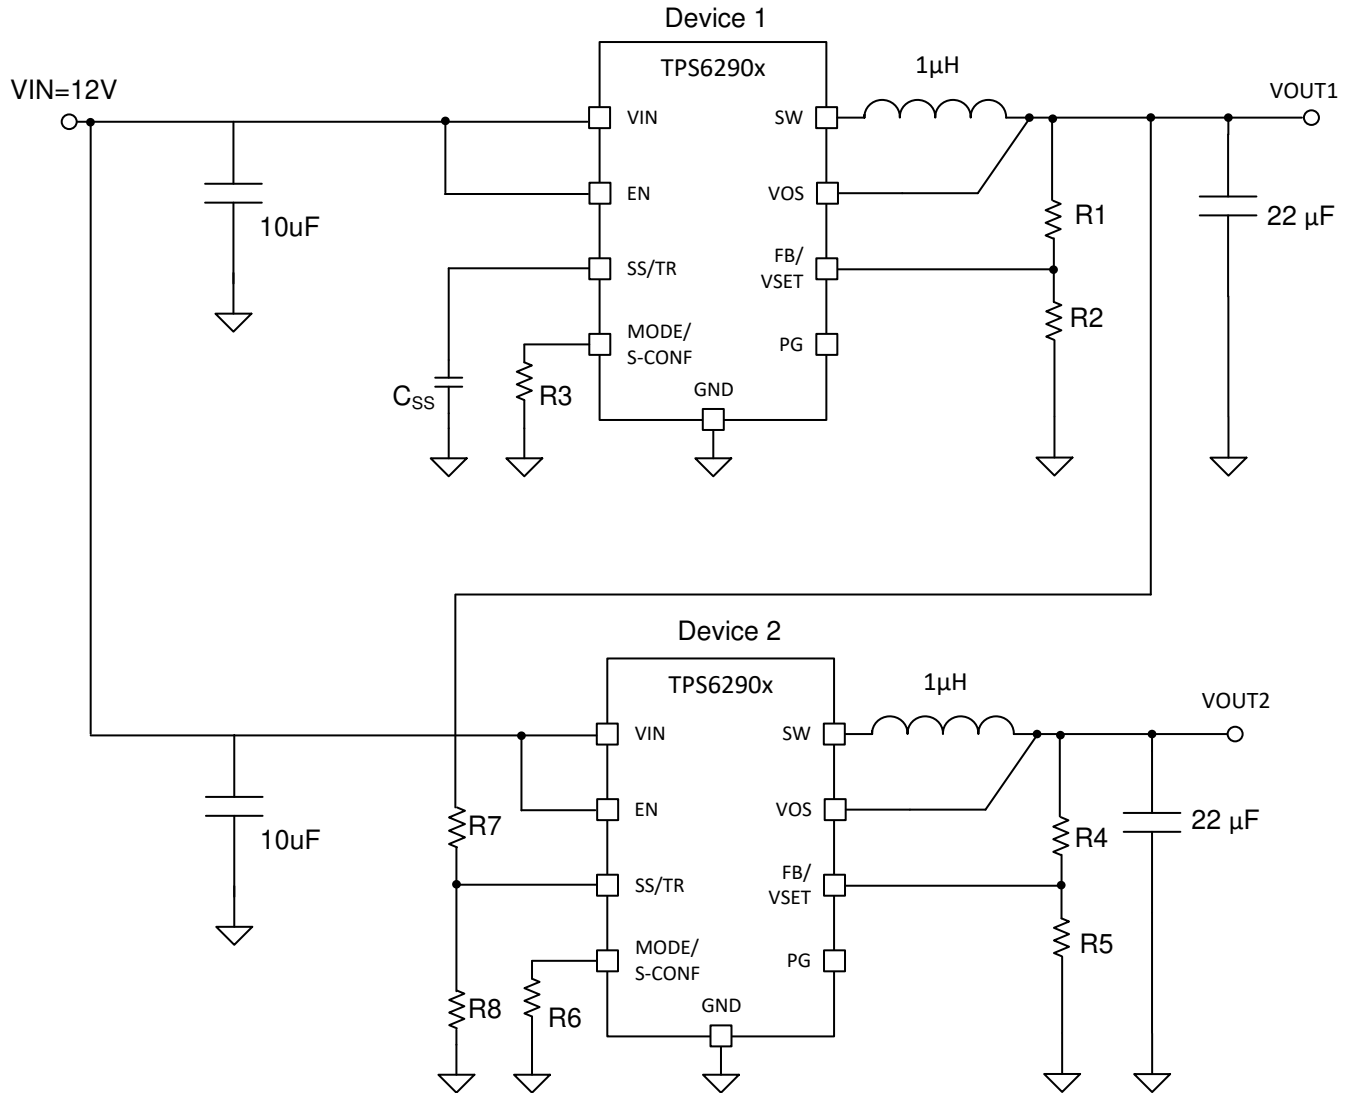 Device 1
TPS6290x
1µH
VIN=12V
VOUT1
VIN
SW
EN
VOS
10uF
R1
22 µF
SS/TR
FB/
VSET
R2
MODE/
S-CONF
PG
CSS
R3
GND
Device 2
TPS6290x
1µH
VOUT2
VIN
SW
EN
VOS
10uF
R7
R4
22 µF
SS/TR
FB/
VSET
R5
MODE/
S-CONF
PG
R8
R6
GND